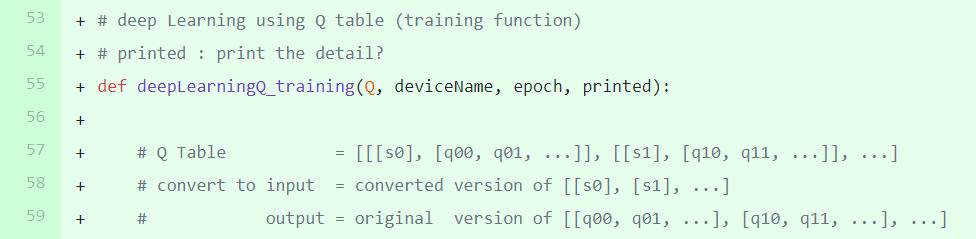 53 + # deep Learning using Q table (training function)
54 + # printed : print the detail?
55 + def deepLearningQ_training(Q, deviceName, epoch, printed):
56 +
57 +     # Q Table           = [[[s0], [q00, q01, ...]], [[s1], [q10, q11, ...]], ...]
58 +     # convert to input  = converted version of [[s0], [s1], ...]
59 +     #            output = original  version of [[q00, q01, ...], [q10, q11, ...], ...]